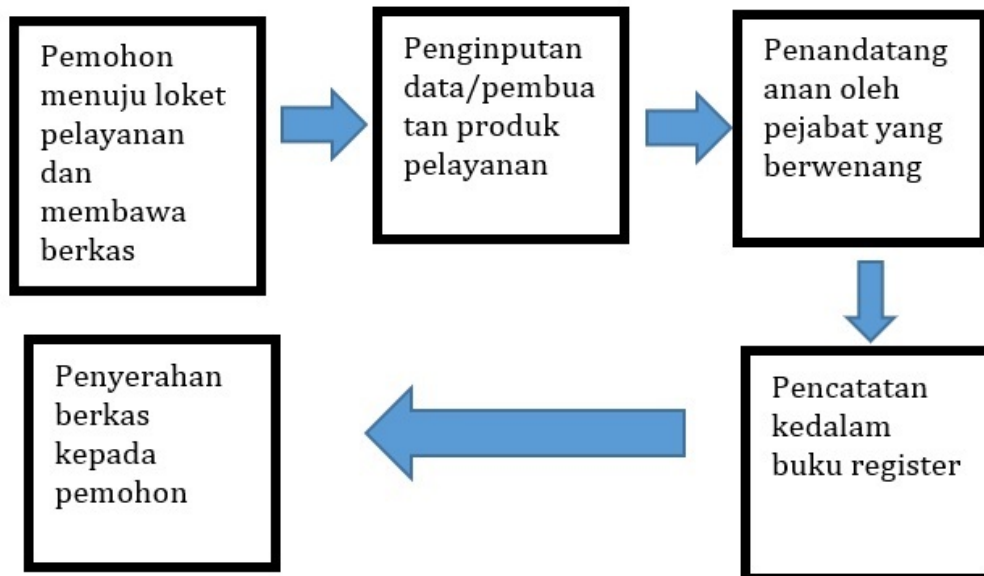 Pemohon
menuju loket
pelayanan
dan
membawa
berkas
Penginputan
data/pembua
tan produk
pelayanan
Penandatang
anan oleh
pejabat yang
berwenang
Pencatatan
kedalam
buku register
Penyerahan
berkas
kepada
pemohon